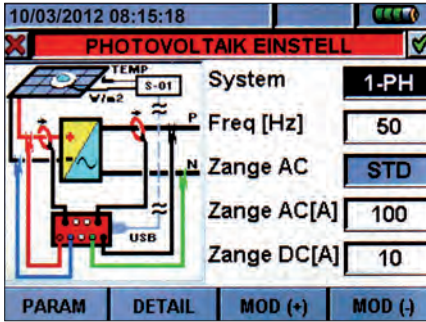 10/03/2012 08:15:18
PHOTOVOLTAIK EINSTELL
TEMP
S-01
W/m2
System 1-PH
P
Freq [Hz] 50
N
Zange AC STD
Zange AC[A] 100
USB
Zange DC[A] 10
PARAM DETAIL MOD (+) MOD (-)